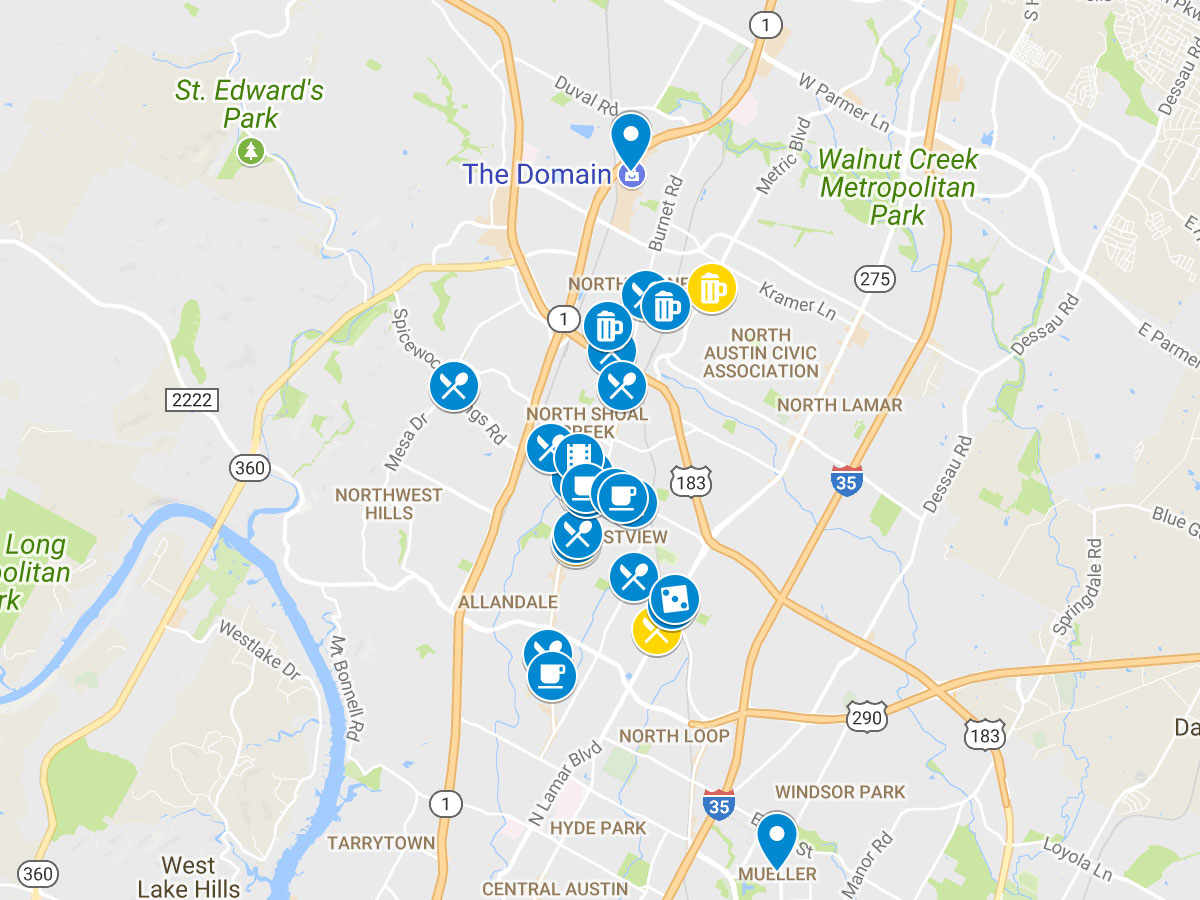 1
S H
Pkwy
Dessau Rd
St. Edward's
Park
Duval Rd
W Parmer Ln
Metric Blvd
Walnut Creek
Metropolitan
Park
The Domain
Burnet Rd
275
NORTH
Kramer Ln
Dessau Rd
E Parmer
1
NORTH
AUSTIN CIVIC
ASSOCIATION
Spicewoo
ngs Rd
2222
NORTH SHOAL
CREEK
NORTH LAMAR
Mesa Dr
360
183
35
Dessau Rd
NORTHWEST
HILLS
Blue G
Long
politan
rk
STVIEW
ALLANDALE
Springdale Rd
Westlake Dr
Mt Bonnell Rd
290
183
NORTH LOOP
Da
N Lamar Blvd
1
35
WINDSOR PARK
E
St
HYDE PARK
TARRYTOWN
Manor Rd
Loyola Ln
West
Lake Hills
360
MUELLER
CENTRAL AUSTIN